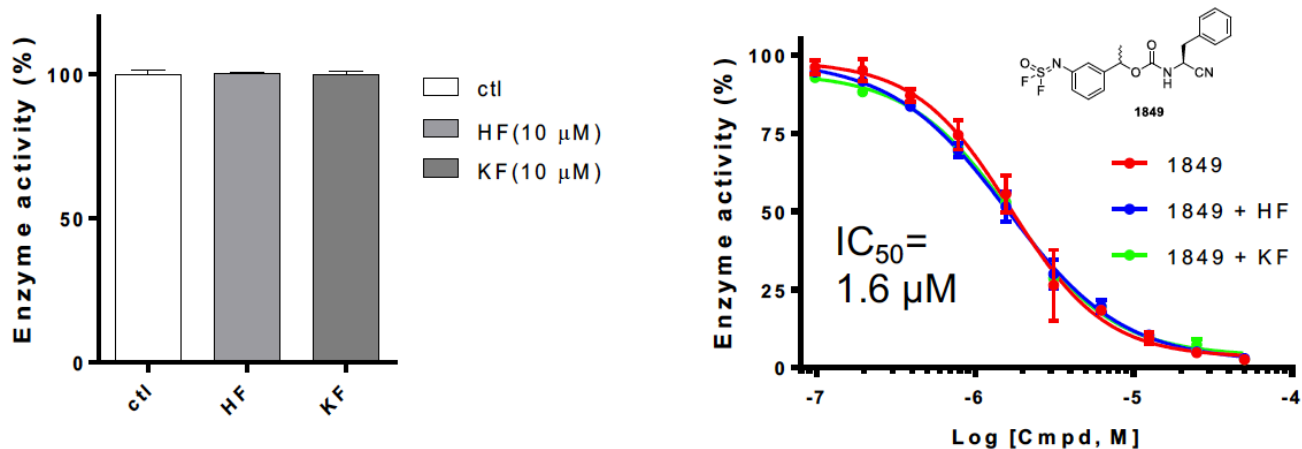 Enzyme activity (%)
100
50
0
ctl
HF
KF
ctl
HF(10 μM)
KF(10 μM)
Enzyme activity (%)
100
75
50
25
0
-7
-6
-5
-4
Log [Cmpd, M]
IC50=
1.6 μM
N
S
F
F
O
O
N
H
CN
1849
1849
1849 + HF
1849 + KF